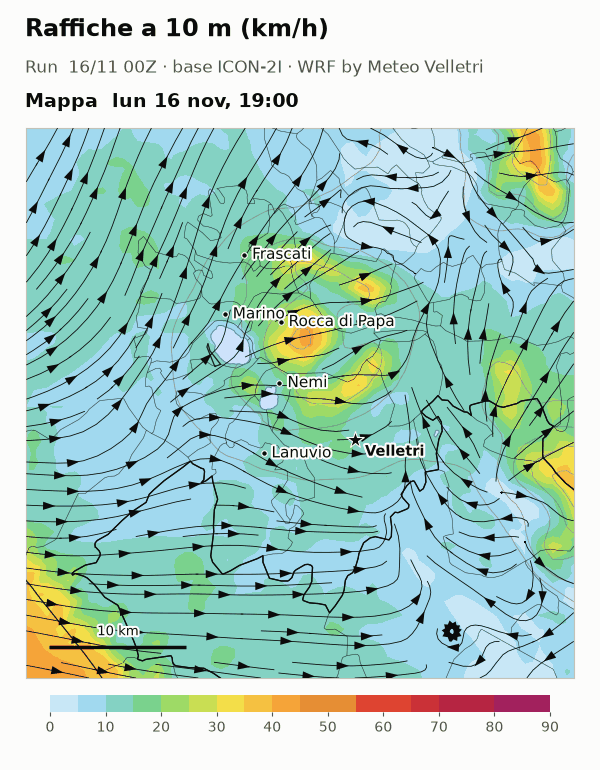 Raffiche a 10 m (km/h)
Run  16/11 00Z · base ICON-2I · WRF by Meteo Velletri
Mappa  lun 16 nov, 19:00
Frascati
Marino
Rocca di Papa
Nemi
Velletri
Lanuvio
10 km
0 10 20 30 40 50 60 70 80 90